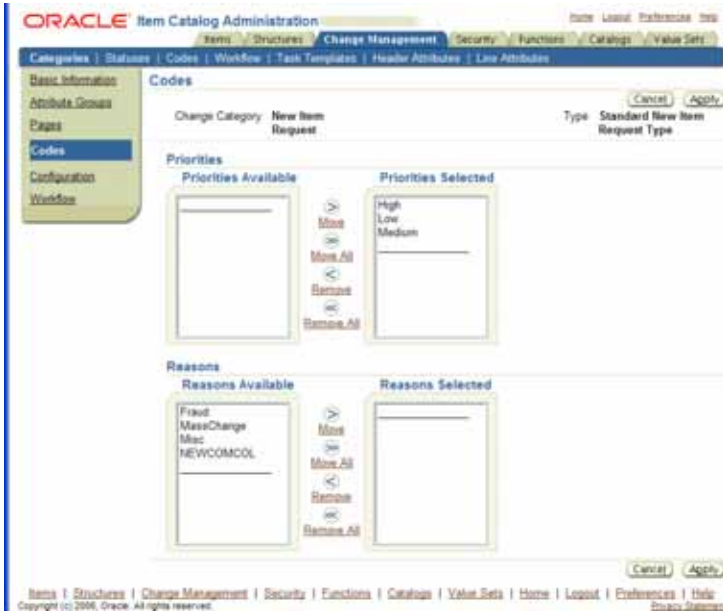 ORACLE Item Catalog Administration
Home Logout Preferences Help
Items Structures Change Management Security Functions Catalogs Value Sets
Categories | Statuses | Codes | Workflow | Task Templates | Header Attributes | Line Attributes
Basic Information
Attribute Groups
Pages
Codes
Configuration
Workflow
Codes
Cancel Apply
Change Category New Item Request
Type Standard New Item Request Type
Priorities
Priorities Available
Priorities Selected
Move
Move All
Remove
Remove All
High
Low
Medium
Reasons
Reasons Available
Reasons Selected
Fraud
MassChange
Misc
NEWCOMCOL
Move
Move All
Remove
Remove All
Cancel Apply
Items | Structures | Change Management | Security | Functions | Catalogs | Value Sets | Home | Logout | Preferences | Help
Copyright (c) 2006, Oracle. All rights reserved.
Privacy Statement